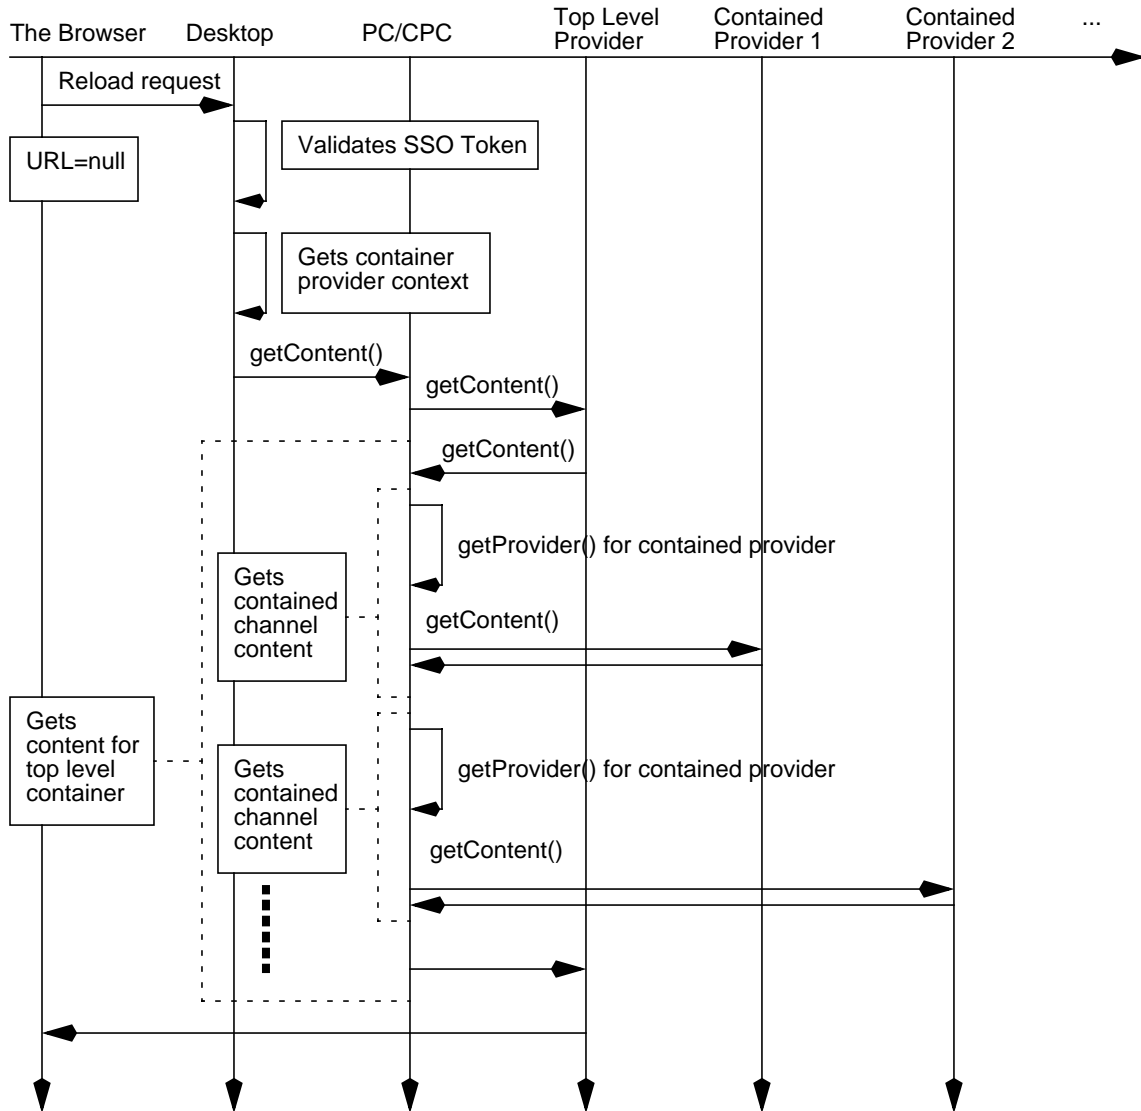 The Browser
Desktop
PC/CPC
Top Level
Provider
Contained
Provider 1
Contained
Provider 2
...
Reload request
URL=null
Validates SSO Token
Gets container
provider context
getContent()
getContent()
getContent()
getProvider() for contained provider
Gets
contained
channel
content
getContent()
Gets
content for
top level
container
Gets
contained
channel
content
getProvider() for contained provider
getContent()